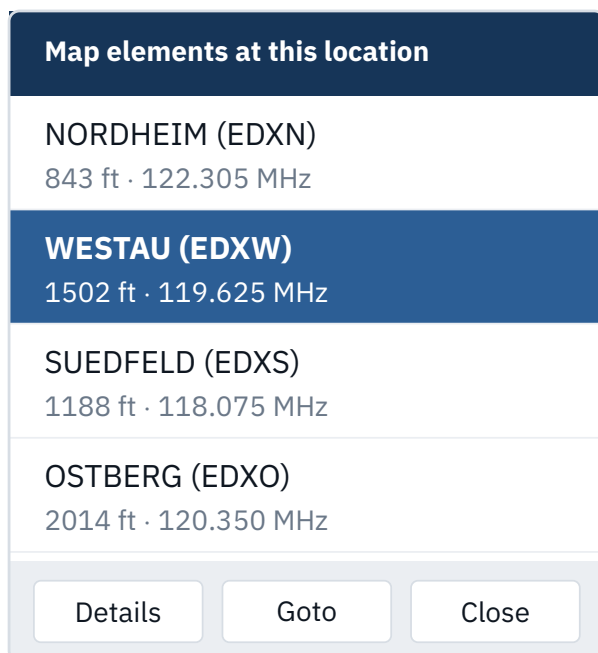 Map elements at this location
NORDHEIM (EDXN)
843 ft · 122.305 MHz
WESTAU (EDXW)
1502 ft · 119.625 MHz
SUEDFELD (EDXS)
1188 ft · 118.075 MHz
OSTBERG (EDXO)
2014 ft · 120.350 MHz
Details Goto Close